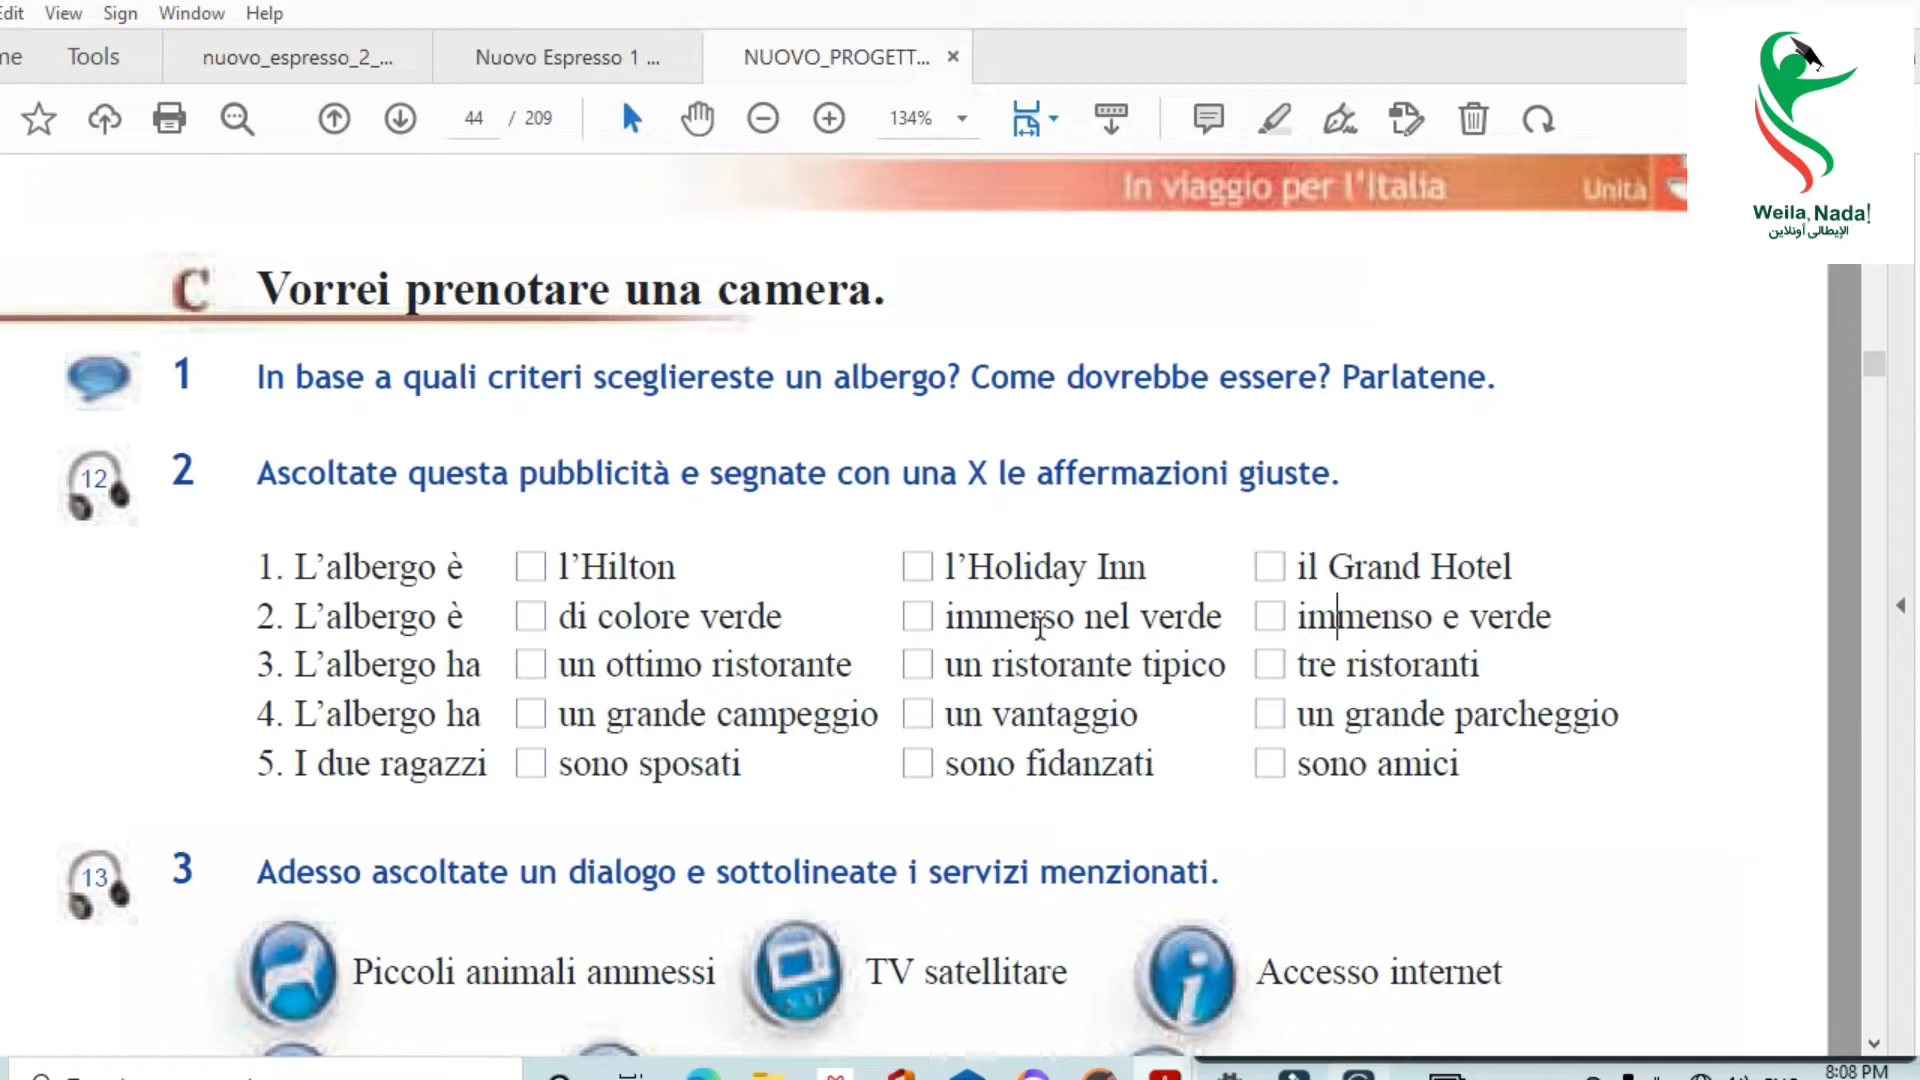 Edit View Sign Window Help
Tools nuovo_espresso_2_... Nuovo Espresso 1 ... NUOVO_PROGETT... ×
44 / 209 134%
In viaggio per l'Italia Unità
Weila, Nada!
الإيطالي أونلاين
C Vorrei prenotare una camera.
1 In base a quali criteri scegliereste un albergo? Come dovrebbe essere? Parlatene.
12 2 Ascoltate questa pubblicità e segnate con una X le affermazioni giuste.
1. L'albergo è l'Hilton l'Holiday Inn il Grand Hotel
2. L'albergo è di colore verde immerso nel verde immenso e verde
3. L'albergo ha un ottimo ristorante un ristorante tipico tre ristoranti
4. L'albergo ha un grande campeggio un vantaggio un grande parcheggio
5. I due ragazzi sono sposati sono fidanzati sono amici
13 3 Adesso ascoltate un dialogo e sottolineate i servizi menzionati.
Piccoli animali ammessi TV satellitare Accesso internet
8:08 PM